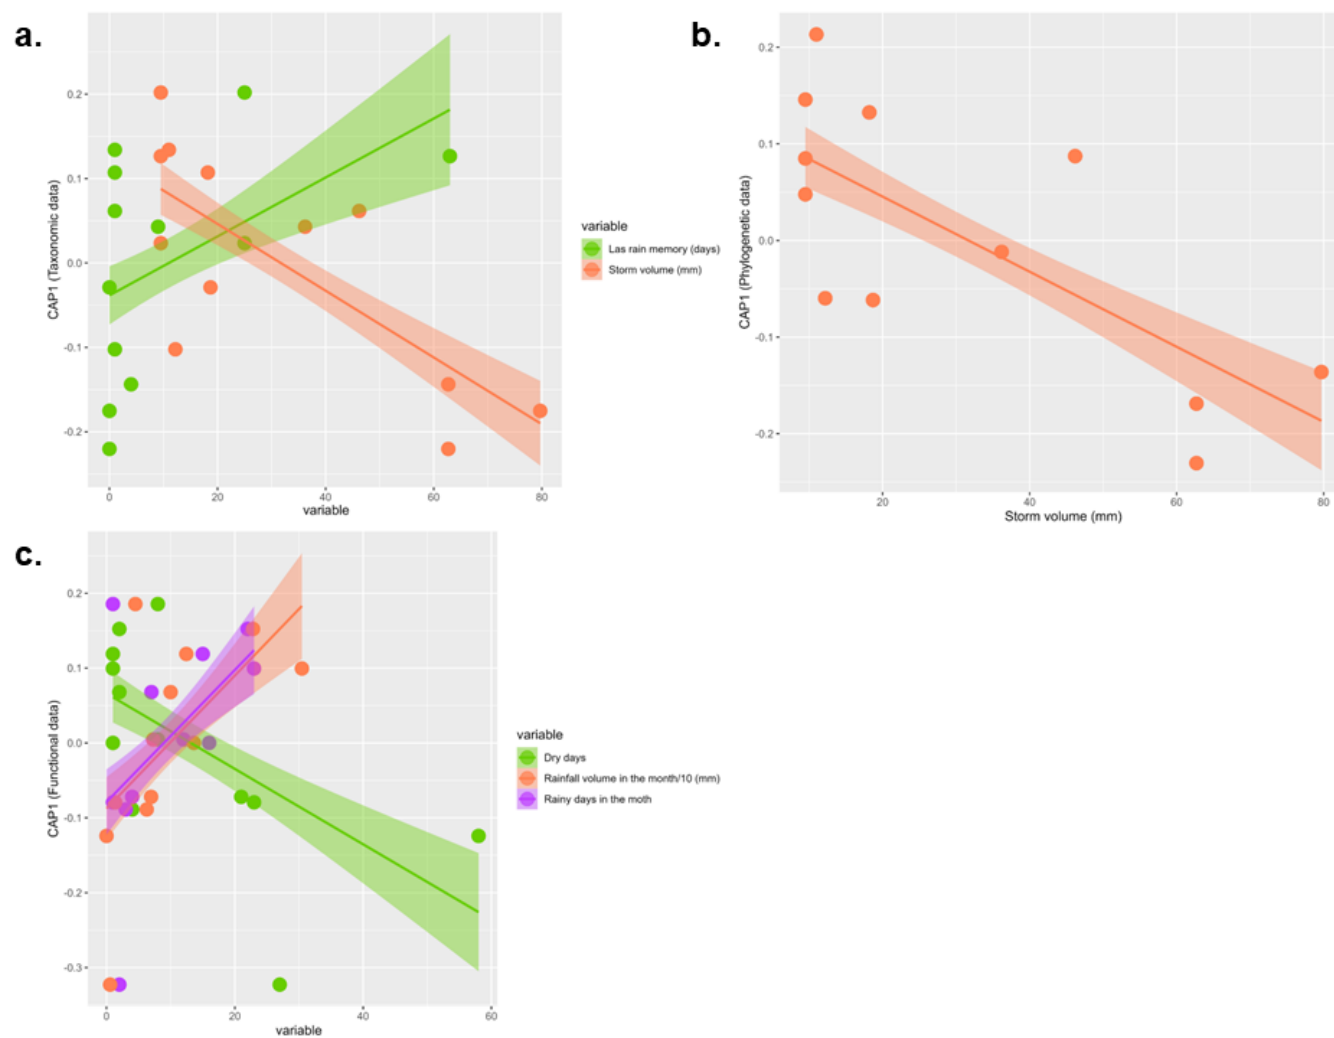 a.
CAP1 (Taxonomic data)
0.2
0.1
0.0
-0.1
-0.2
0 20 40 60 80
variable
variable
Las rain memory (days)
Storm volume (mm)
b.
CAP1 (Phylogenetic data)
0.2
0.1
0.0
-0.1
-0.2
20 40 60 80
Storm volume (mm)
c.
CAP1 (Functional data)
0.2
0.1
0.0
-0.1
-0.2
-0.3
0 20 40 60
variable
variable
Dry days
Rainfall volume in the month/10 (mm)
Rainy days in the moth